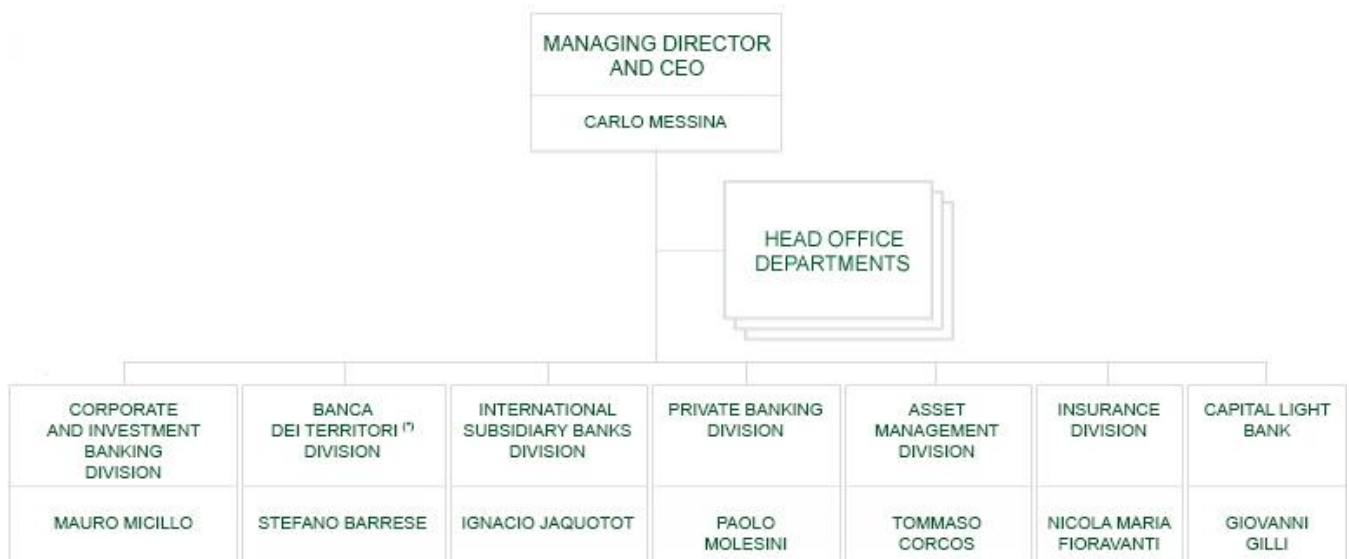 MANAGING DIRECTOR
AND CEO
CARLO MESSINA
HEAD OFFICE
DEPARTMENTS
CORPORATE
AND INVESTMENT
BANKING
DIVISION
MAURO MICILLO
BANCA
DEI TERRITORI (*)
DIVISION
STEFANO BARRESE
INTERNATIONAL
SUBSIDIARY BANKS
DIVISION
IGNACIO JAQUOTOT
PRIVATE BANKING
DIVISION
PAOLO
MOLESINI
ASSET
MANAGEMENT
DIVISION
TOMMASO
CORCOS
INSURANCE
DIVISION
NICOLA MARIA
FIORAVANTI
CAPITAL LIGHT
BANK
GIOVANNI
GILLI